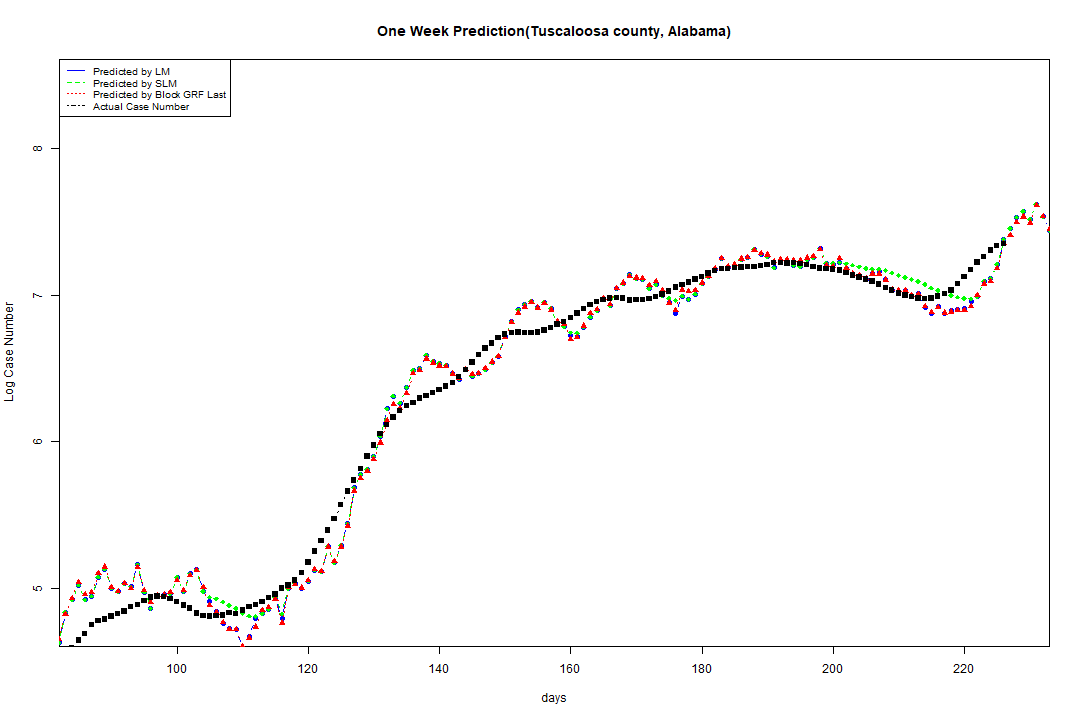 One Week Prediction(Tuscaloosa county, Alabama)
Predicted by LM
Predicted by SLM
Predicted by Block GRF Last
Actual Case Number
8
7
6
5
Log Case Number
100 120 140 160 180 200 220
days